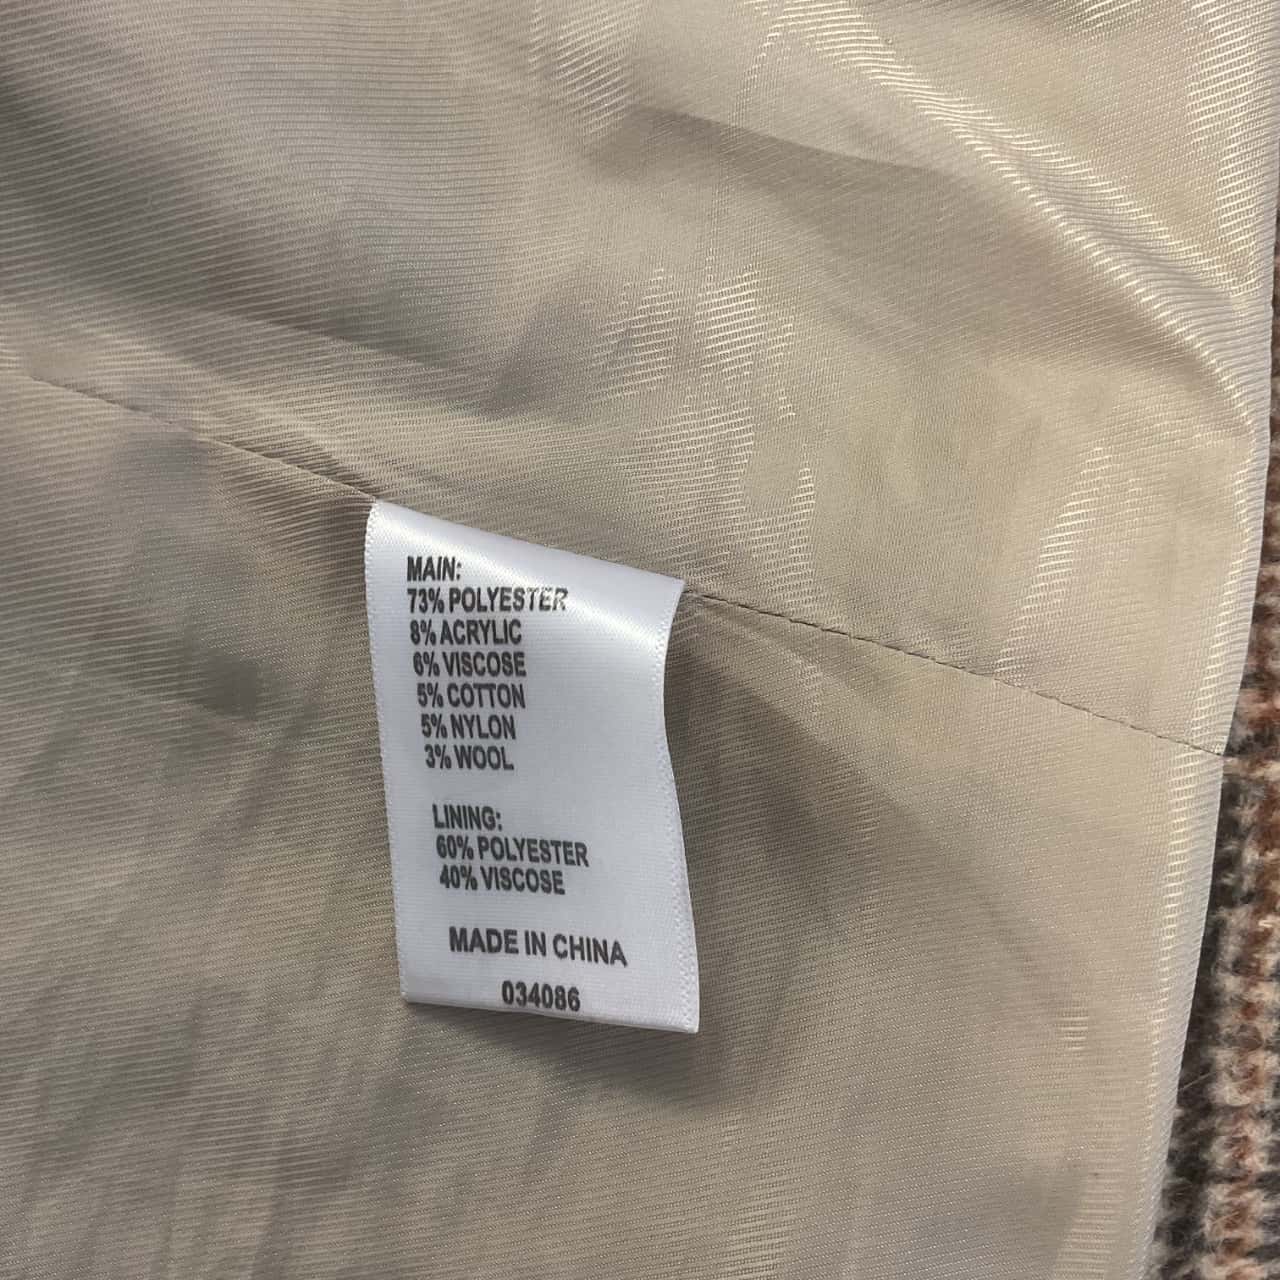 MAIN:
73% POLYESTER
8% ACRYLIC
6% VISCOSE
5% COTTON
5% NYLON
3% WOOL
LINING:
60% POLYESTER
40% VISCOSE
MADE IN CHINA
034086